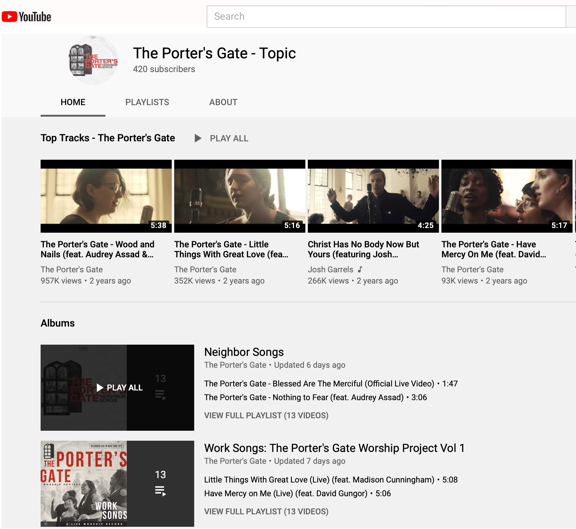 YouTube
Search
The Porter's Gate - Topic
420 subscribers
HOME PLAYLISTS ABOUT
Top Tracks - The Porter's Gate PLAY ALL
5:38 5:16 4:25 5:17
The Porter's Gate - Wood and Nails (feat. Audrey Assad &...
The Porter's Gate
957K views • 2 years ago
The Porter's Gate - Little Things With Great Love (fea...
The Porter's Gate
352K views • 2 years ago
Christ Has No Body Now But Yours (featuring Josh...
Josh Garrels
266K views • 2 years ago
The Porter's Gate - Have Mercy On Me (feat. David...
The Porter's Gate
93K views • 2 years ago
Albums
PLAY ALL
13
Neighbor Songs
The Porter's Gate • Updated 6 days ago
The Porter's Gate - Blessed Are The Merciful (Official Live Video) • 1:47
The Porter's Gate - Nothing to Fear (feat. Audrey Assad) • 3:06
VIEW FULL PLAYLIST (13 VIDEOS)
THE PORTER'S GATE
WORK SONGS
13
Work Songs: The Porter's Gate Worship Project Vol 1
The Porter's Gate • Updated 7 days ago
Little Things With Great Love (Live) (feat. Madison Cunningham) • 5:08
Have Mercy on Me (Live) (feat. David Gungor) • 5:06
VIEW FULL PLAYLIST (13 VIDEOS)